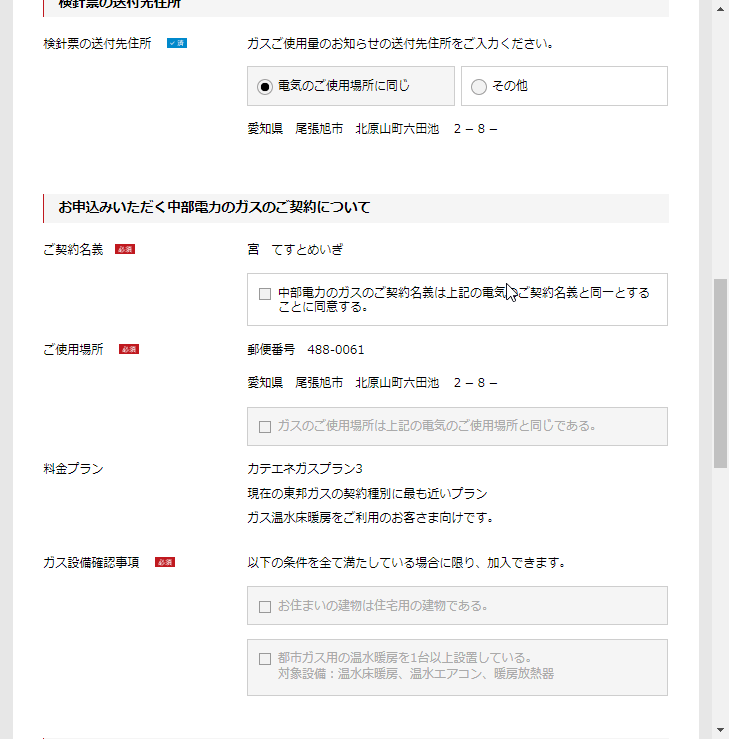 検針票の送付先住所
検針票の送付先住所 ✓済 ガスご使用量のお知らせの送付先住所をご入力ください。
電気のご使用場所に同じ その他
愛知県 尾張旭市 北原山町六田池 2－8－
お申込みいただく中部電力のガスのご契約について
ご契約名義 必須 宮 てすとめいぎ
中部電力のガスのご契約名義は上記の電気のご契約名義と同一とする
ことに同意する。
ご使用場所 必須 郵便番号 488-0061
愛知県 尾張旭市 北原山町六田池 2－8－
ガスのご使用場所は上記の電気のご使用場所と同じである。
料金プラン カテエネガスプラン3
現在の東邦ガスの契約種別に最も近いプラン
ガス温水床暖房をご利用のお客さま向けです。
ガス設備確認事項 必須 以下の条件を全て満たしている場合に限り、加入できます。
お住まいの建物は住宅用の建物である。
都市ガス用の温水暖房を1台以上設置している。
対象設備：温水床暖房、温水エアコン、暖房放熱器